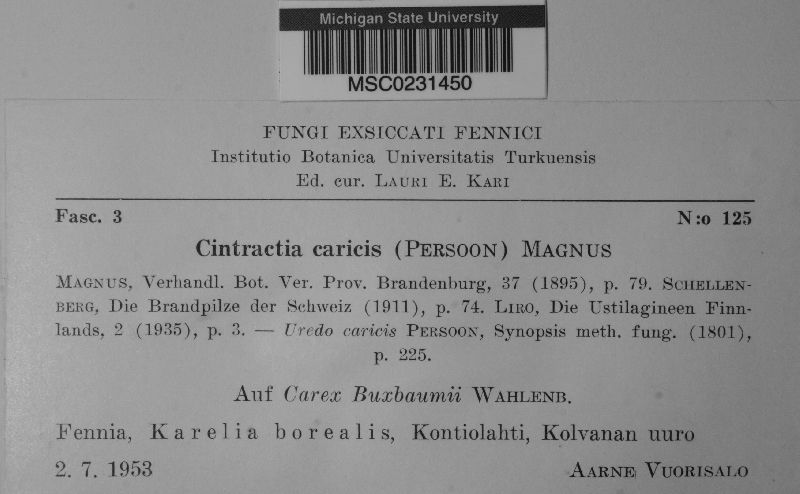 Michigan State University
MSC0231450
FUNGI EXSICCATI FENNICI
Institutio Botanica Universitatis Turkuensis
Ed. cur. LAURI E. KARI
Fasc. 3 N:o 125
Cintractia caricis (PERSOON) MAGNUS
MAGNUS, Verhandl. Bot. Ver. Prov. Brandenburg, 37 (1895), p. 79. SCHELLEN-
BERG, Die Brandpilze der Schweiz (1911), p. 74. LIRO, Die Ustilagineen Finn-
lands, 2 (1935), p. 3. — Uredo caricis PERSOON, Synopsis meth. fung. (1801),
p. 225.
Auf Carex Buxbaumii WAHLENB.
Fennia, Karelia borealis, Kontiolahti, Kolvanan uuro
2. 7. 1953 AARNE VUORISALO